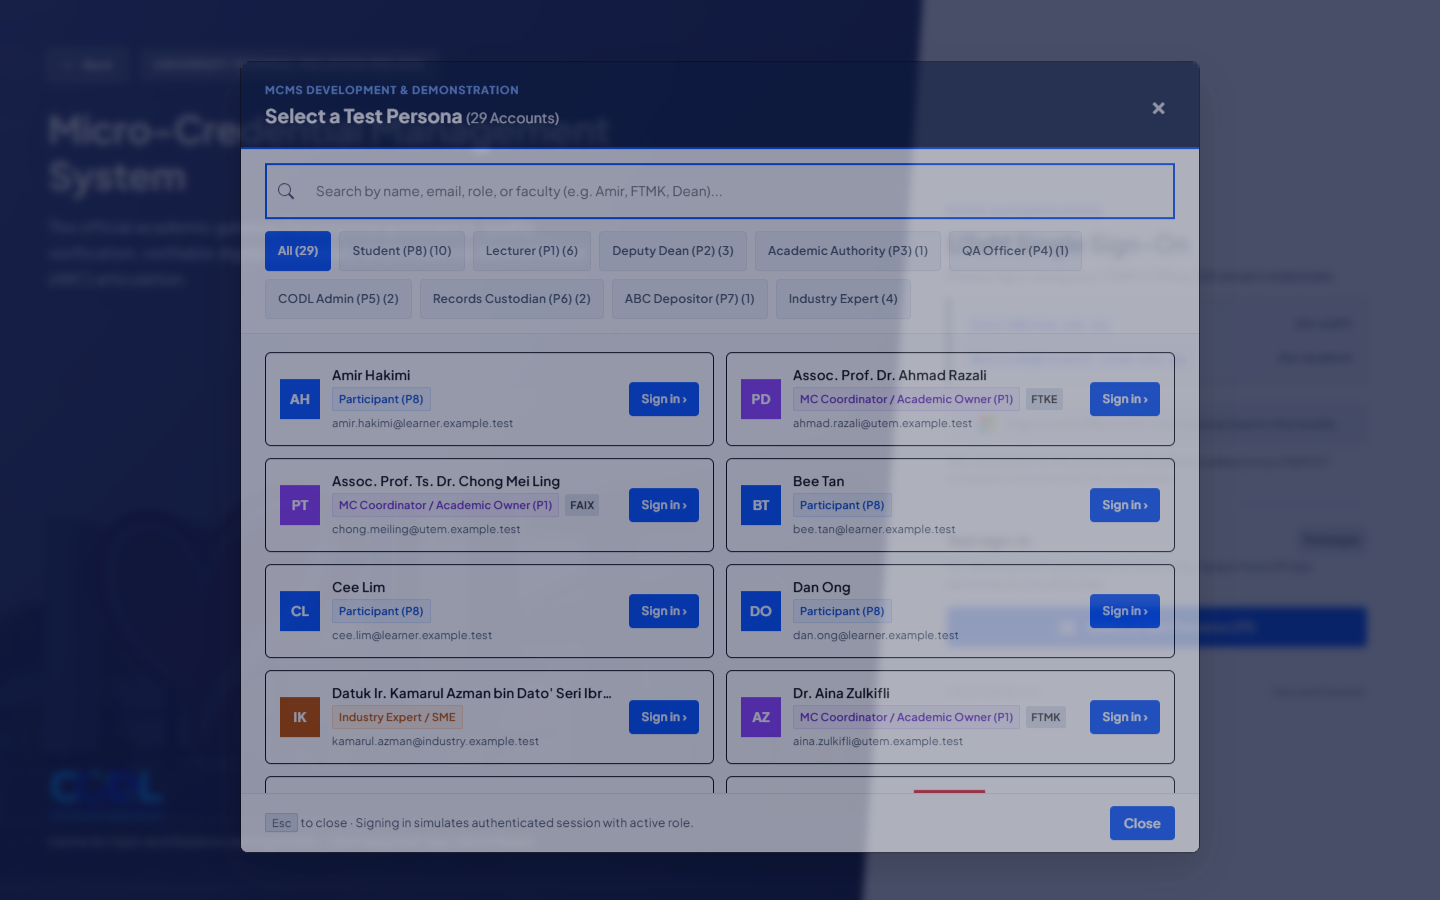 Back
Micro-Credential Management
System
MCMS DEVELOPMENT & DEMONSTRATION
Select a Test Persona (29 Accounts)
×
Search by name, email, role, or faculty (e.g. Amir, FTMK, Dean)...
All (29)
Student (P8) (10)
Lecturer (P1) (6)
Deputy Dean (P2) (3)
Academic Authority (P3) (1)
QA Officer (P4) (1)
CODL Admin (P5) (2)
Records Custodian (P6) (2)
ABC Depositor (P7) (1)
Industry Expert (4)
Sign-On
AH
Amir Hakimi
Participant (P8)
amir.hakimi@learner.example.test
Sign in ›
PD
Assoc. Prof. Dr. Ahmad Razali
MC Coordinator / Academic Owner (P1) FTKE
ahmad.razali@utem.example.test
Sign in ›
PT
Assoc. Prof. Ts. Dr. Chong Mei Ling
MC Coordinator / Academic Owner (P1) FAIX
chong.meiling@utem.example.test
Sign in ›
BT
Bee Tan
Participant (P8)
bee.tan@learner.example.test
Sign in ›
CL
Cee Lim
Participant (P8)
cee.lim@learner.example.test
Sign in ›
DO
Dan Ong
Participant (P8)
dan.ong@learner.example.test
Sign in ›
IK
Datuk Ir. Kamarul Azman bin Dato' Seri Ibr...
Industry Expert / SME
kamarul.azman@industry.example.test
Sign in ›
AZ
Dr. Aina Zulkifli
MC Coordinator / Academic Owner (P1) FTMK
aina.zulkifli@utem.example.test
Sign in ›
CODL
Esc to close · Signing in simulates authenticated session with active role.
Close